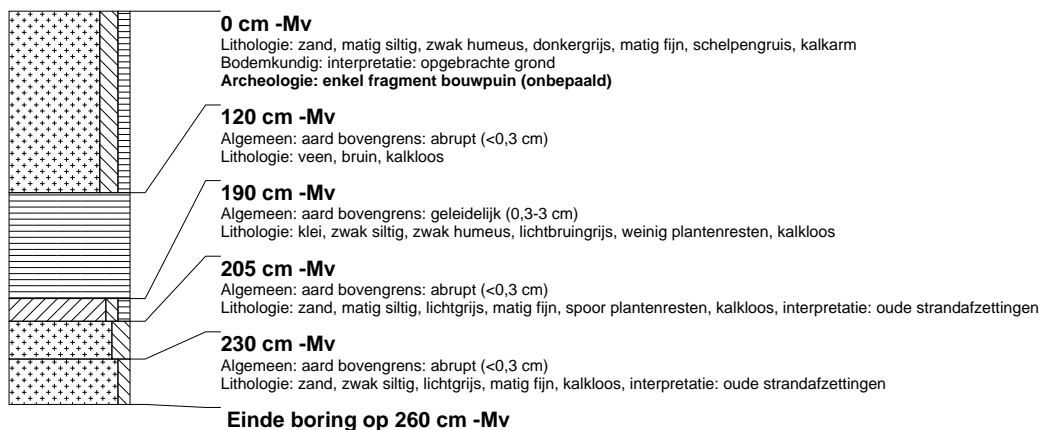 0 cm -Mv
Lithologie: zand, matig siltig, zwak humeus, donkergrijs, matig fijn, schelpengruis, kalkarm
Bodemkundig: interpretatie: opgebrachte grond
Archeologie: enkel fragment bouwpuin (onbepaald)
120 cm -Mv
Algemeen: aard bovengrens: abrupt (<0,3 cm)
Lithologie: veen, bruin, kalkloos
190 cm -Mv
Algemeen: aard bovengrens: geleidelijk (0,3-3 cm)
Lithologie: klei, zwak siltig, zwak humeus, lichtbruingrijs, weinig plantenresten, kalkloos
205 cm -Mv
Algemeen: aard bovengrens: abrupt (<0,3 cm)
Lithologie: zand, matig siltig, lichtgrijs, matig fijn, spoor plantenresten, kalkloos, interpretatie: oude strandafzettingen
230 cm -Mv
Algemeen: aard bovengrens: abrupt (<0,3 cm)
Lithologie: zand, zwak siltig, lichtgrijs, matig fijn, kalkloos, interpretatie: oude strandafzettingen
Einde boring op 260 cm -Mv